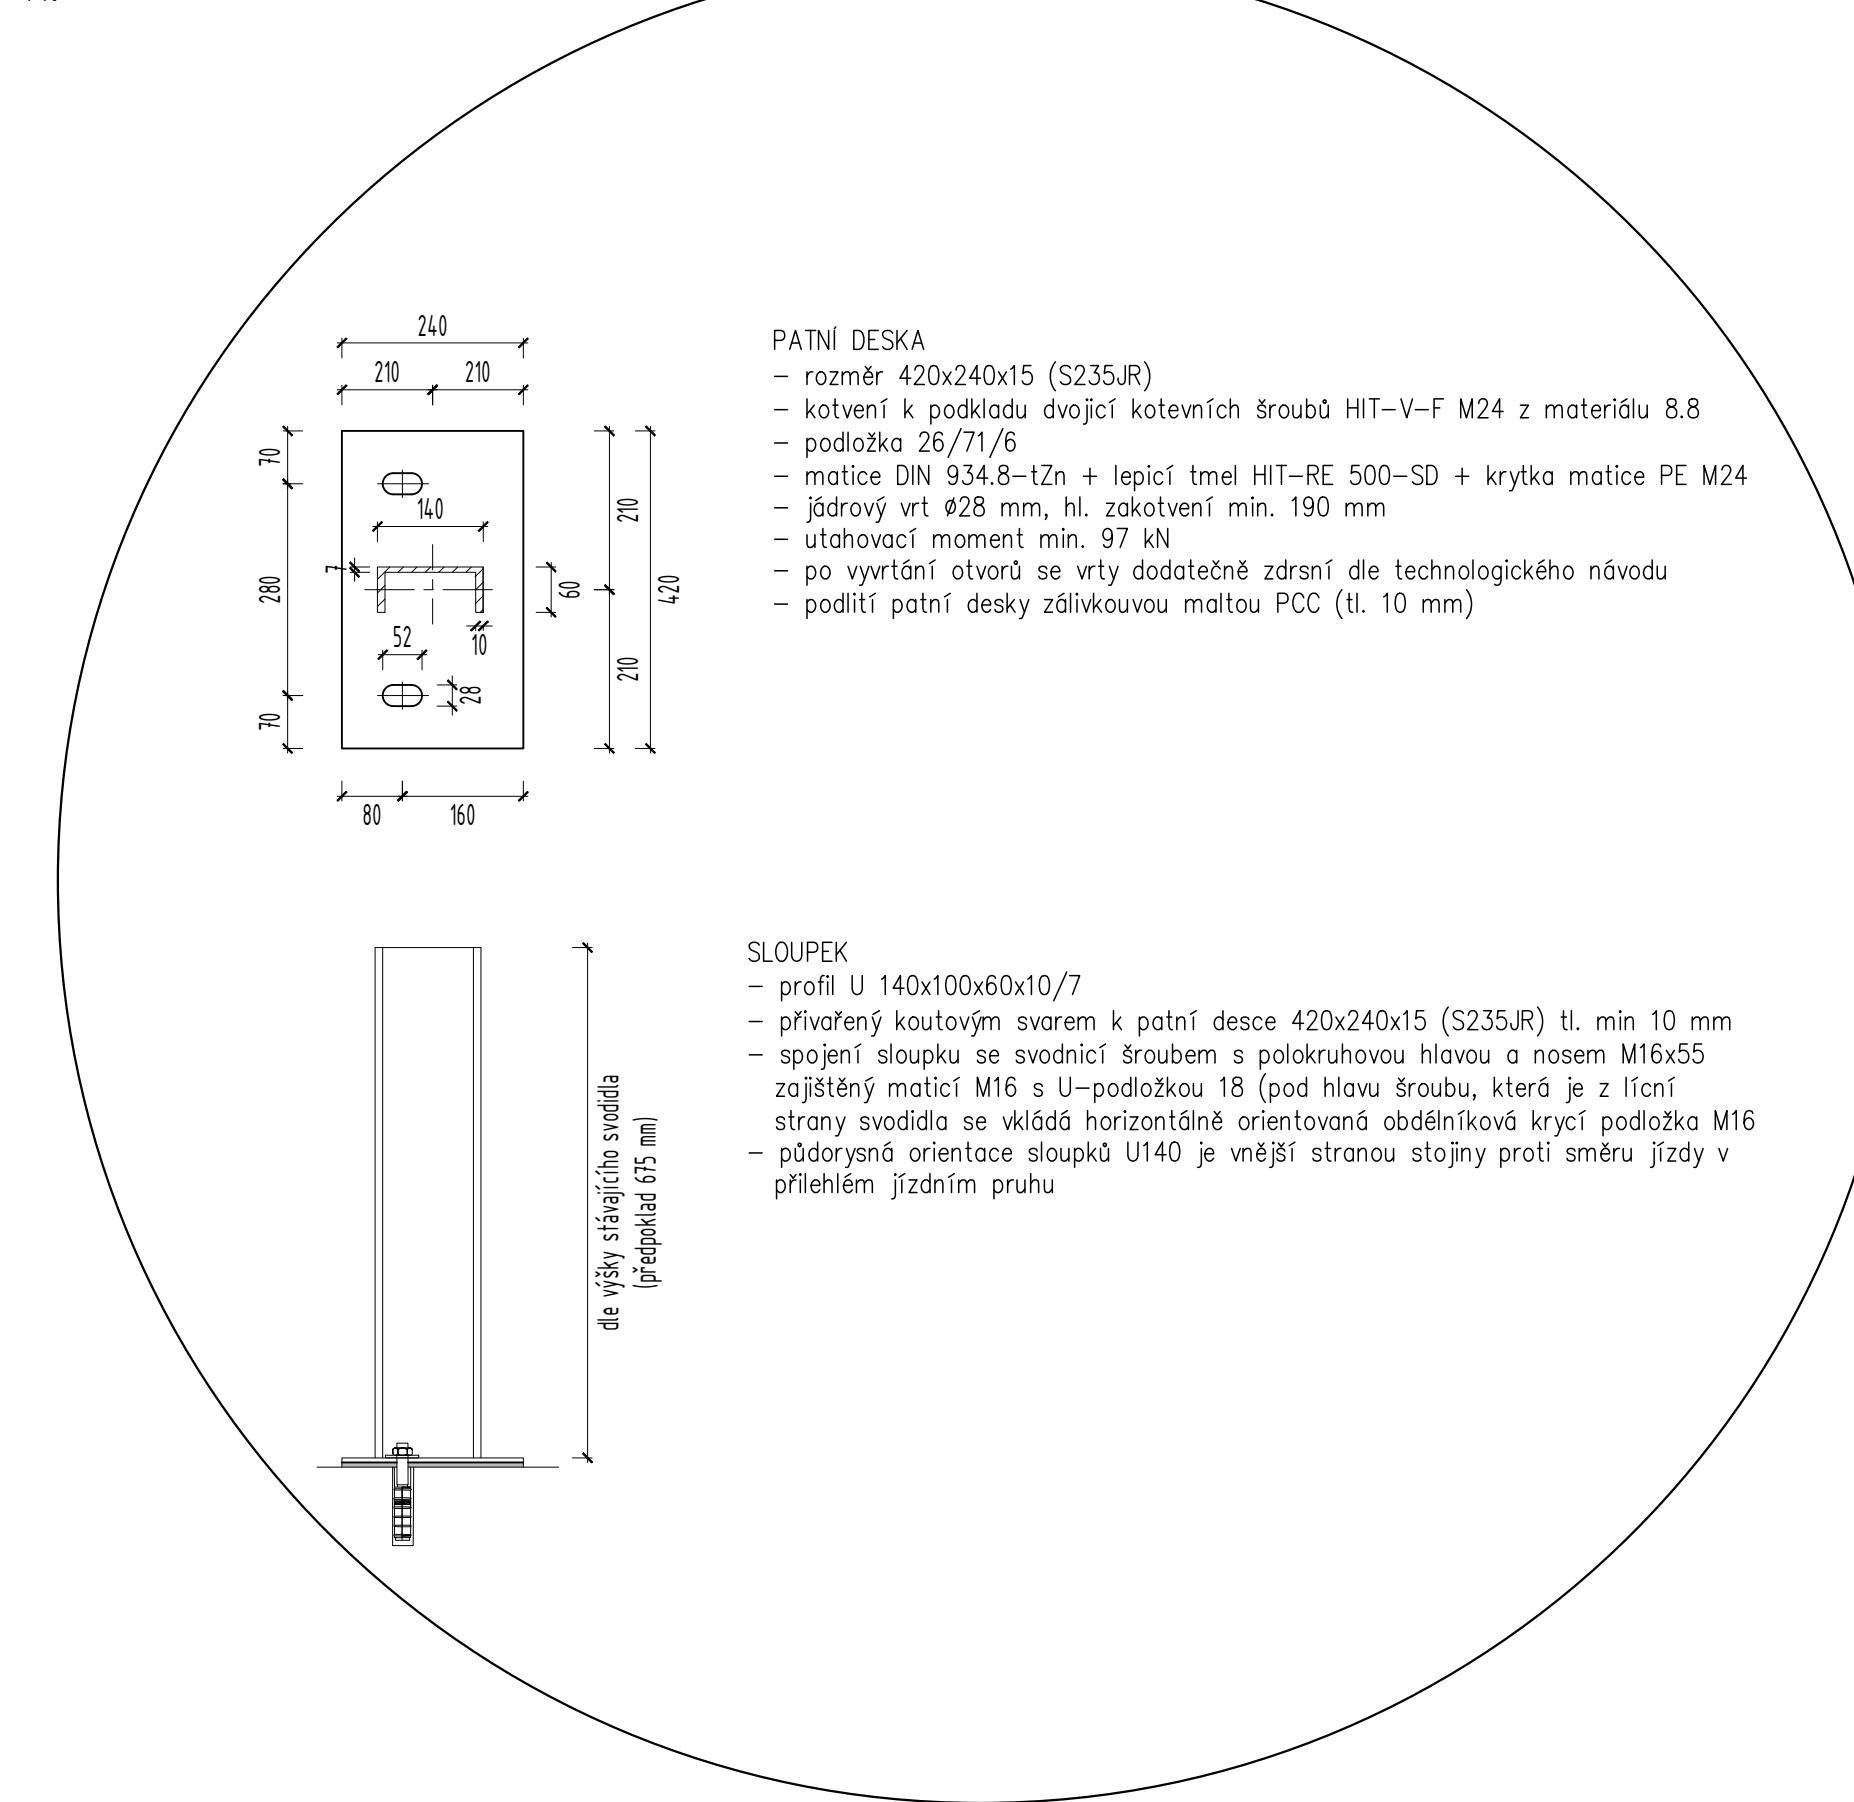 240
210 210
70
280
70
140
7
60
10
52
28
210
210
420
80 160
PATNÍ DESKA
– rozměr 420x240x15 (S235JR)
– kotvení k podkladu dvojicí kotevních šroubů HIT–V–F M24 z materiálu 8.8
– podložka 26/71/6
– matice DIN 934.8–tZn + lepicí tmel HIT–RE 500–SD + krytka matice PE M24
– jádrový vrt Ø28 mm, hl. zakotvení min. 190 mm
– utahovací moment min. 97 kN
– po vyvrtání otvorů se vrty dodatečně zdrsní dle technologického návodu
– podlití patní desky zálivkouvou maltou PCC (tl. 10 mm)
dle výšky stávajícího svodidla
(předpoklad 675 mm)
SLOUPEK
– profil U 140x100x60x10/7
– přivařený koutovým svarem k patní desce 420x240x15 (S235JR) tl. min 10 mm
– spojení sloupku se svodnicí šroubem s polokruhovou hlavou a nosem M16x55
zajištěný maticí M16 s U–podložkou 18 (pod hlavu šroubu, která je z lícní
strany svodidla se vkládá horizontálně orientovaná obdélníková krycí podložka M16
– půdorysná orientace sloupků U140 je vnější stranou stojiny proti směru jízdy v
přilehlém jízdním pruhu